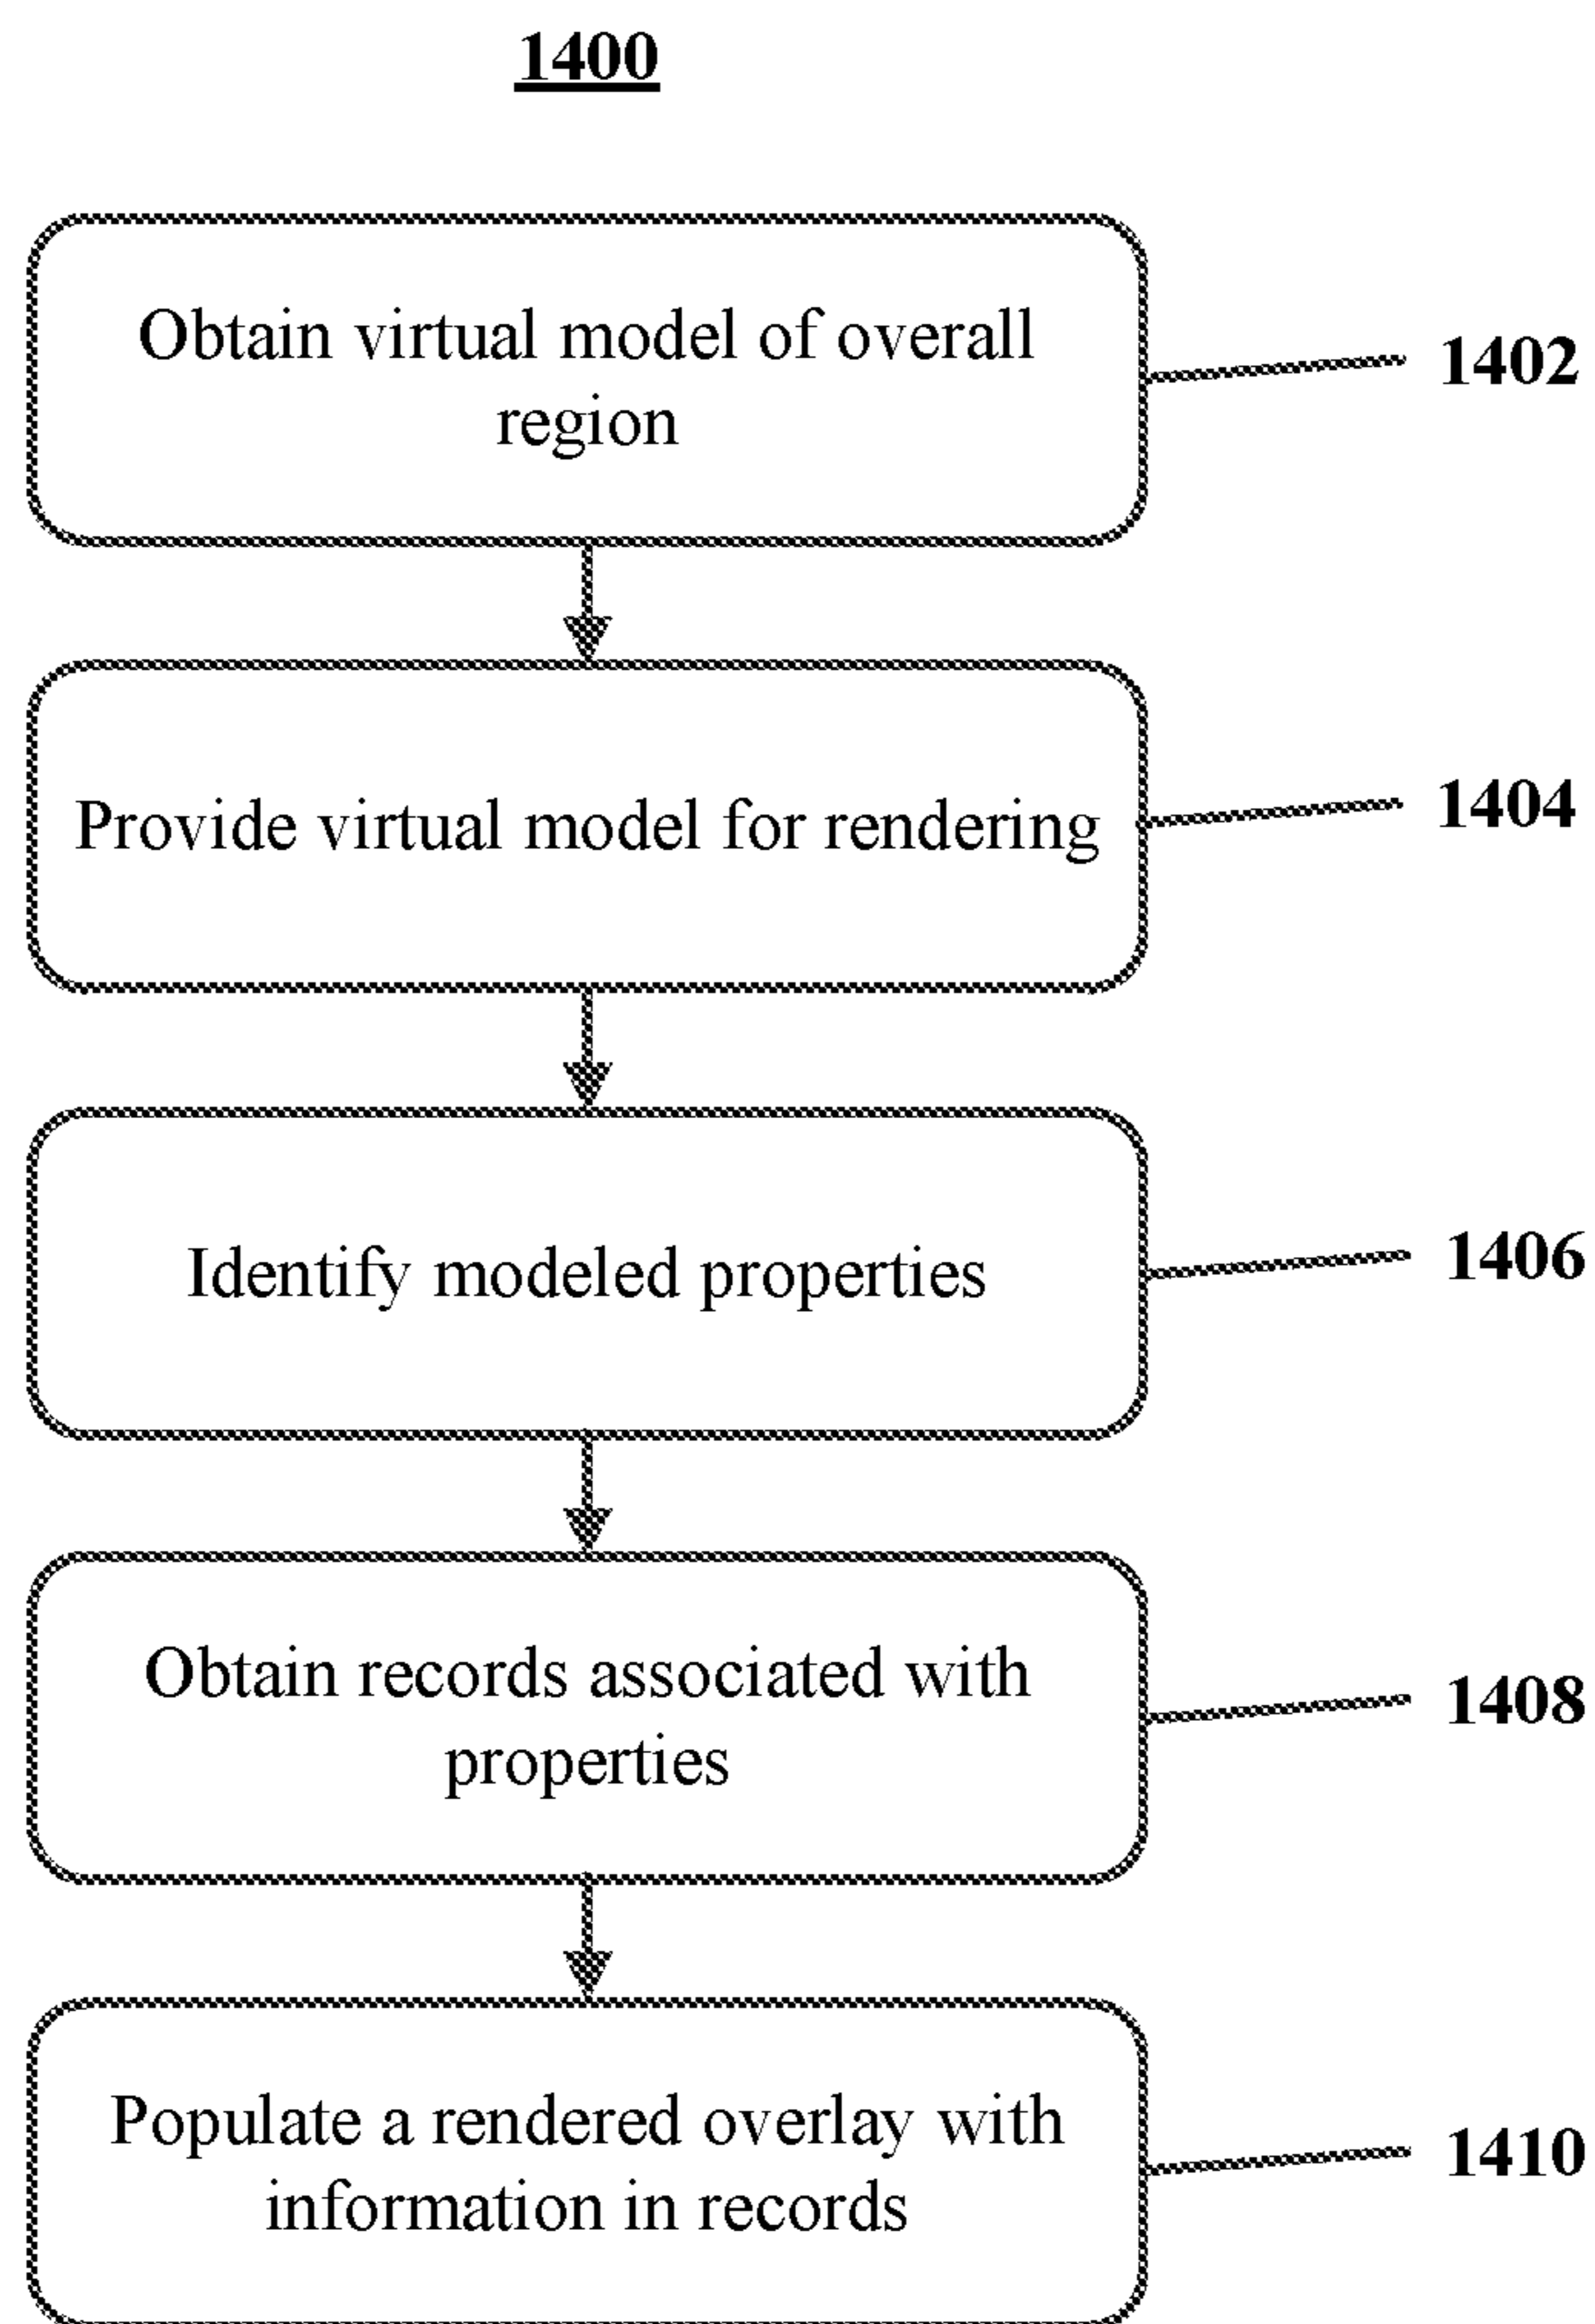 1400
Obtain virtual model of overall
region
1402
Provide virtual model for rendering
1404
Identify modeled properties
1406
Obtain records associated with
properties
1408
Populate a rendered overlay with
information in records
1410